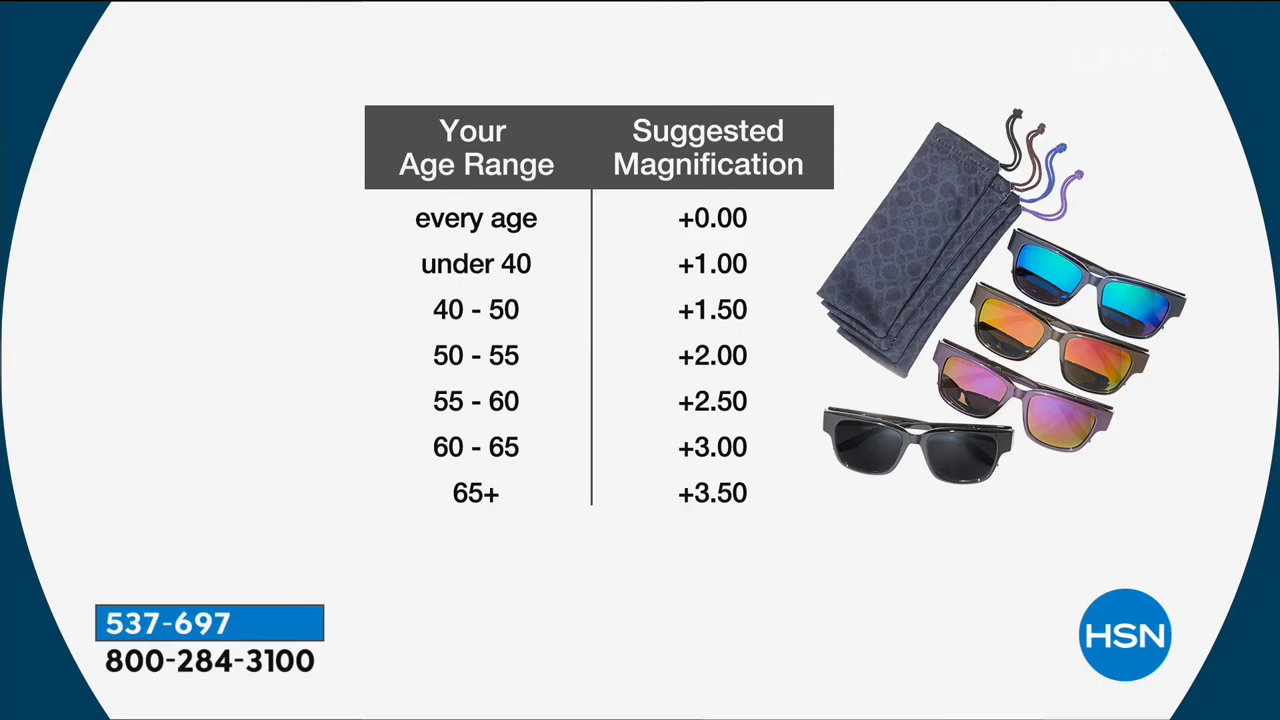 LIVE
Your Suggested
Age Range Magnification
every age +0.00
under 40 +1.00
40 - 50 +1.50
50 - 55 +2.00
55 - 60 +2.50
60 - 65 +3.00
65+ +3.50
537-697
800-284-3100
HSN